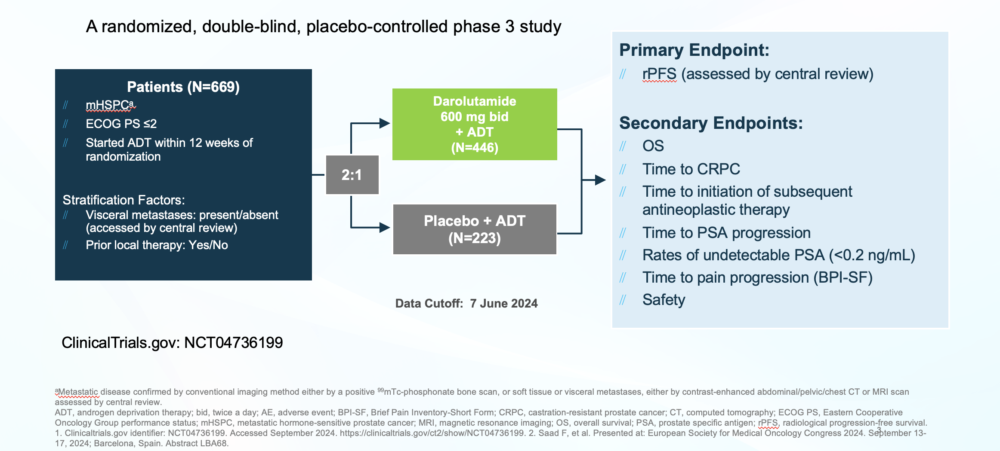 A randomized, double-blind, placebo-controlled phase 3 study
Patients (N=669)
// mHSPCᵃ
// ECOG PS ≤2
// Started ADT within 12 weeks of
randomization
Stratification Factors:
// Visceral metastases: present/absent
(accessed by central review)
// Prior local therapy: Yes/No
2:1
Darolutamide
600 mg bid
+ ADT
(N=446)
Placebo + ADT
(N=223)
Data Cutoff: 7 June 2024
Primary Endpoint:
// rPFS (assessed by central review)
Secondary Endpoints:
// OS
// Time to CRPC
// Time to initiation of subsequent
antineoplastic therapy
// Time to PSA progression
// Rates of undetectable PSA (<0.2 ng/mL)
// Time to pain progression (BPI-SF)
// Safety
ClinicalTrials.gov: NCT04736199
ᵃMetastatic disease confirmed by conventional imaging method either by a positive ⁹⁹mTc-phosphonate bone scan, or soft tissue or visceral metastases, either by contrast-enhanced abdominal/pelvic/chest CT or MRI scan
assessed by central review.
ADT, androgen deprivation therapy; bid, twice a day; AE, adverse event; BPI-SF, Brief Pain Inventory-Short Form; CRPC, castration-resistant prostate cancer; CT, computed tomography; ECOG PS, Eastern Cooperative
Oncology Group performance status; mHSPC, metastatic hormone-sensitive prostate cancer; MRI, magnetic resonance imaging; OS, overall survival; PSA, prostate specific antigen; rPFS, radiological progression-free survival.
1. Clinicaltrials.gov identifier: NCT04736199. Accessed September 2024. https://clinicaltrials.gov/ct2/show/NCT04736199. 2. Saad F, et al. Presented at: European Society for Medical Oncology Congress 2024. September 13-
17, 2024; Barcelona, Spain. Abstract LBA68.
3